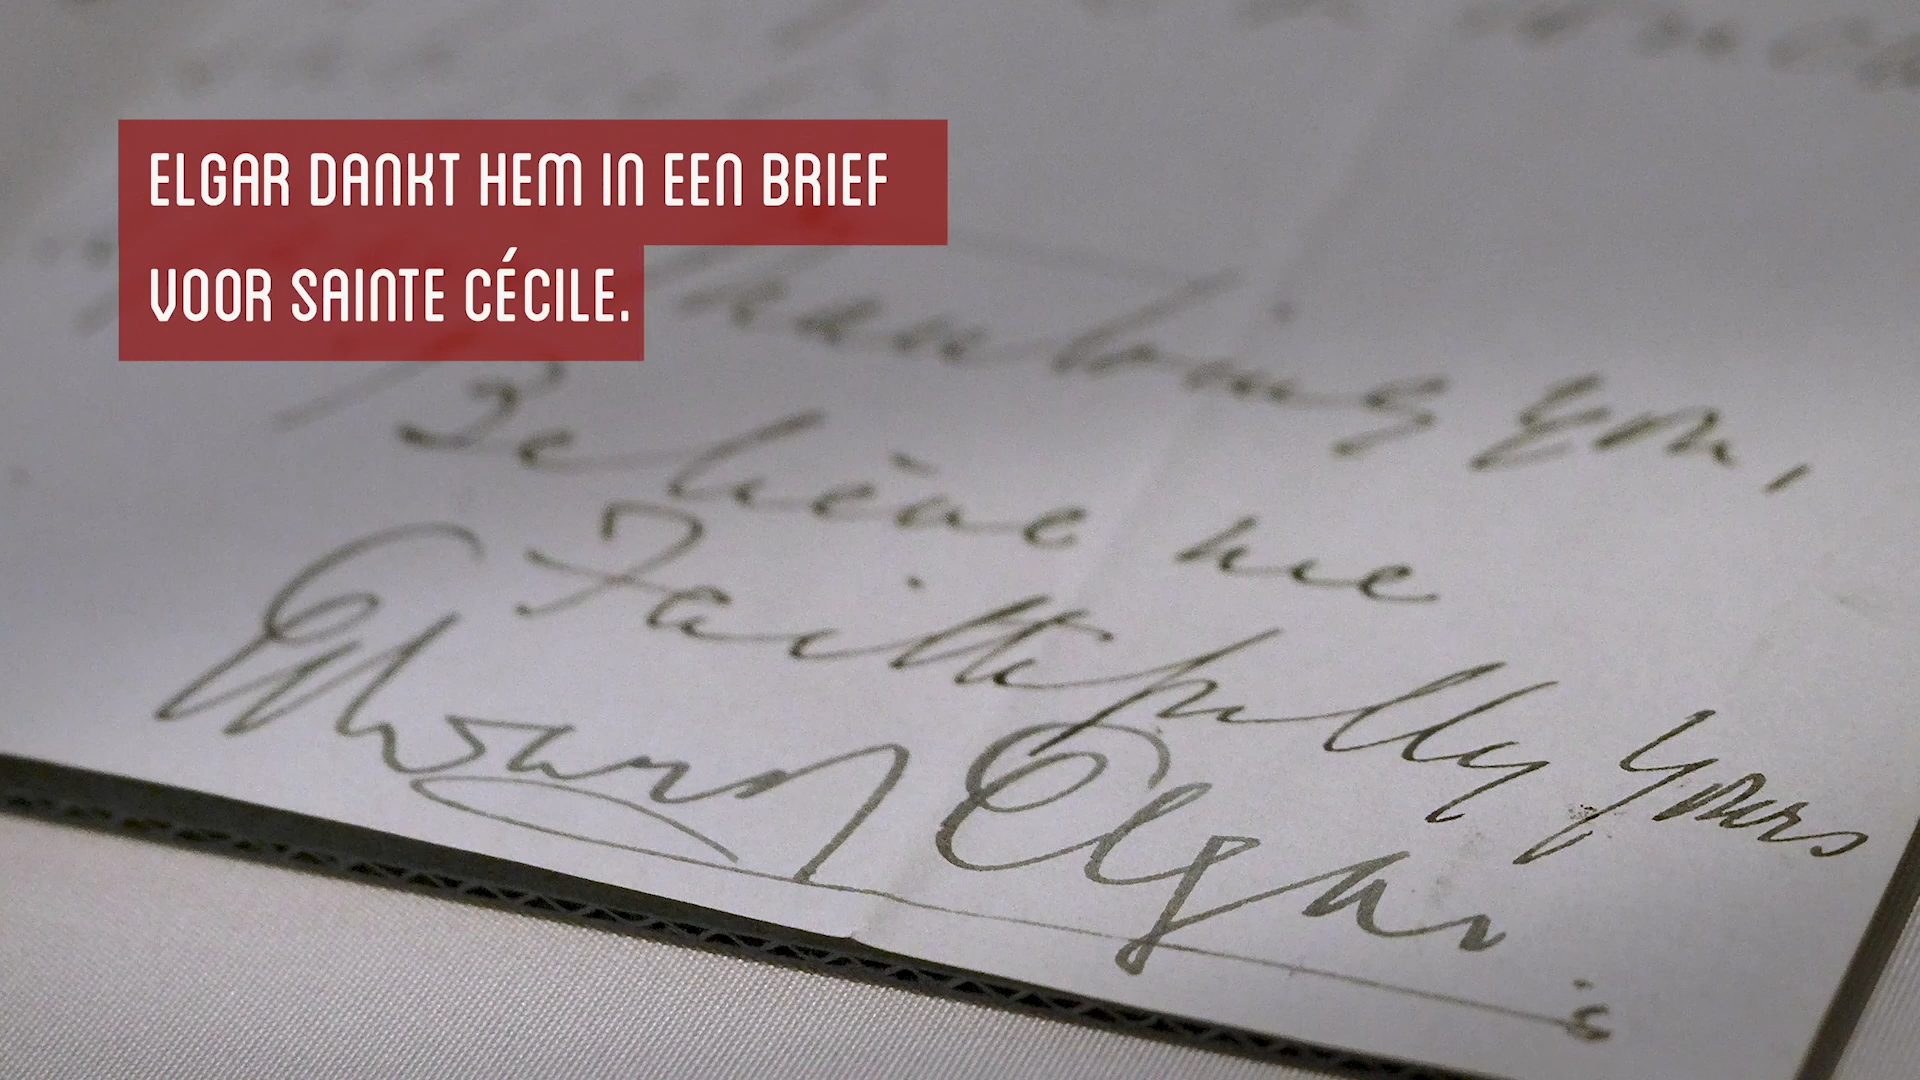 ELGAR DANKT HEM IN EEN BRIEF
VOOR SAINTE CÉCILE.
Thanking you,
Believe me
Faithfully yours
Edward Elgar